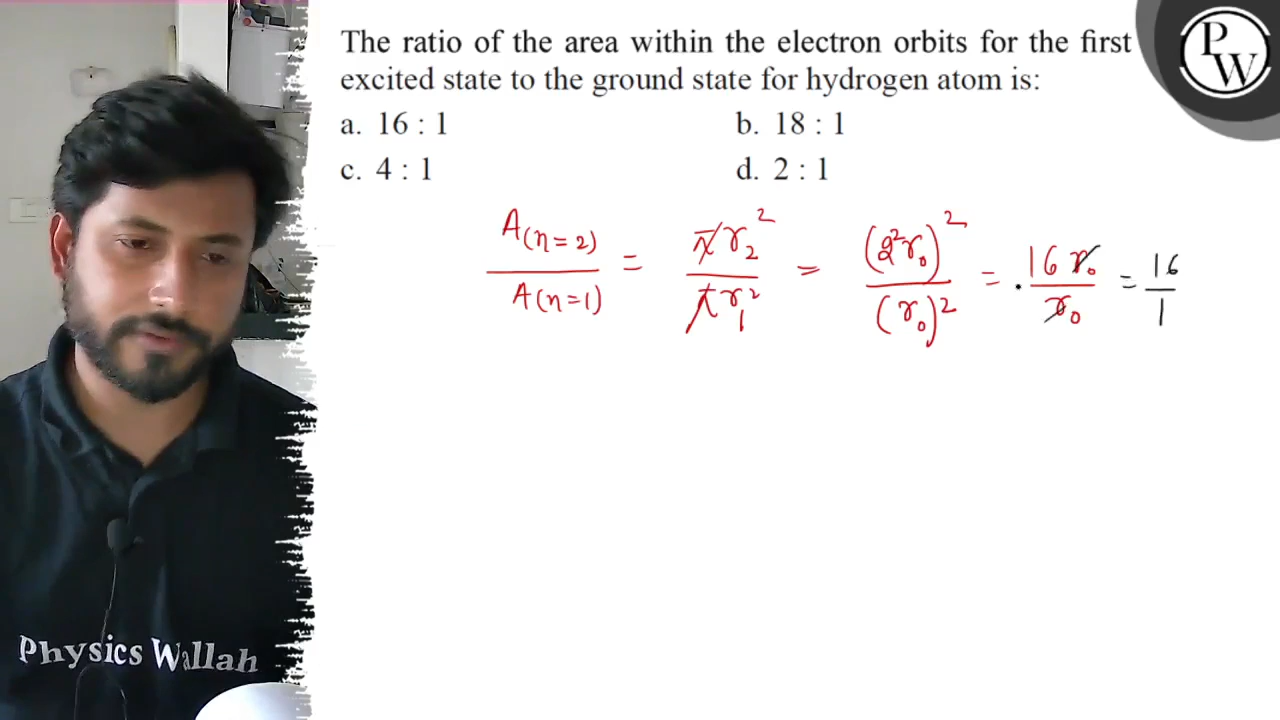 The ratio of the area within the electron orbits for the first
excited state to the ground state for hydrogen atom is:
a. 16 : 1 b. 18 : 1
c. 4 : 1 d. 2 : 1
A(n=2) / A(n=1) = πr₂² / πr₁² = (2²r₀)² / (r₀)² = 16 r₀ / r₀ = 16 / 1
PW
Physics Wallah